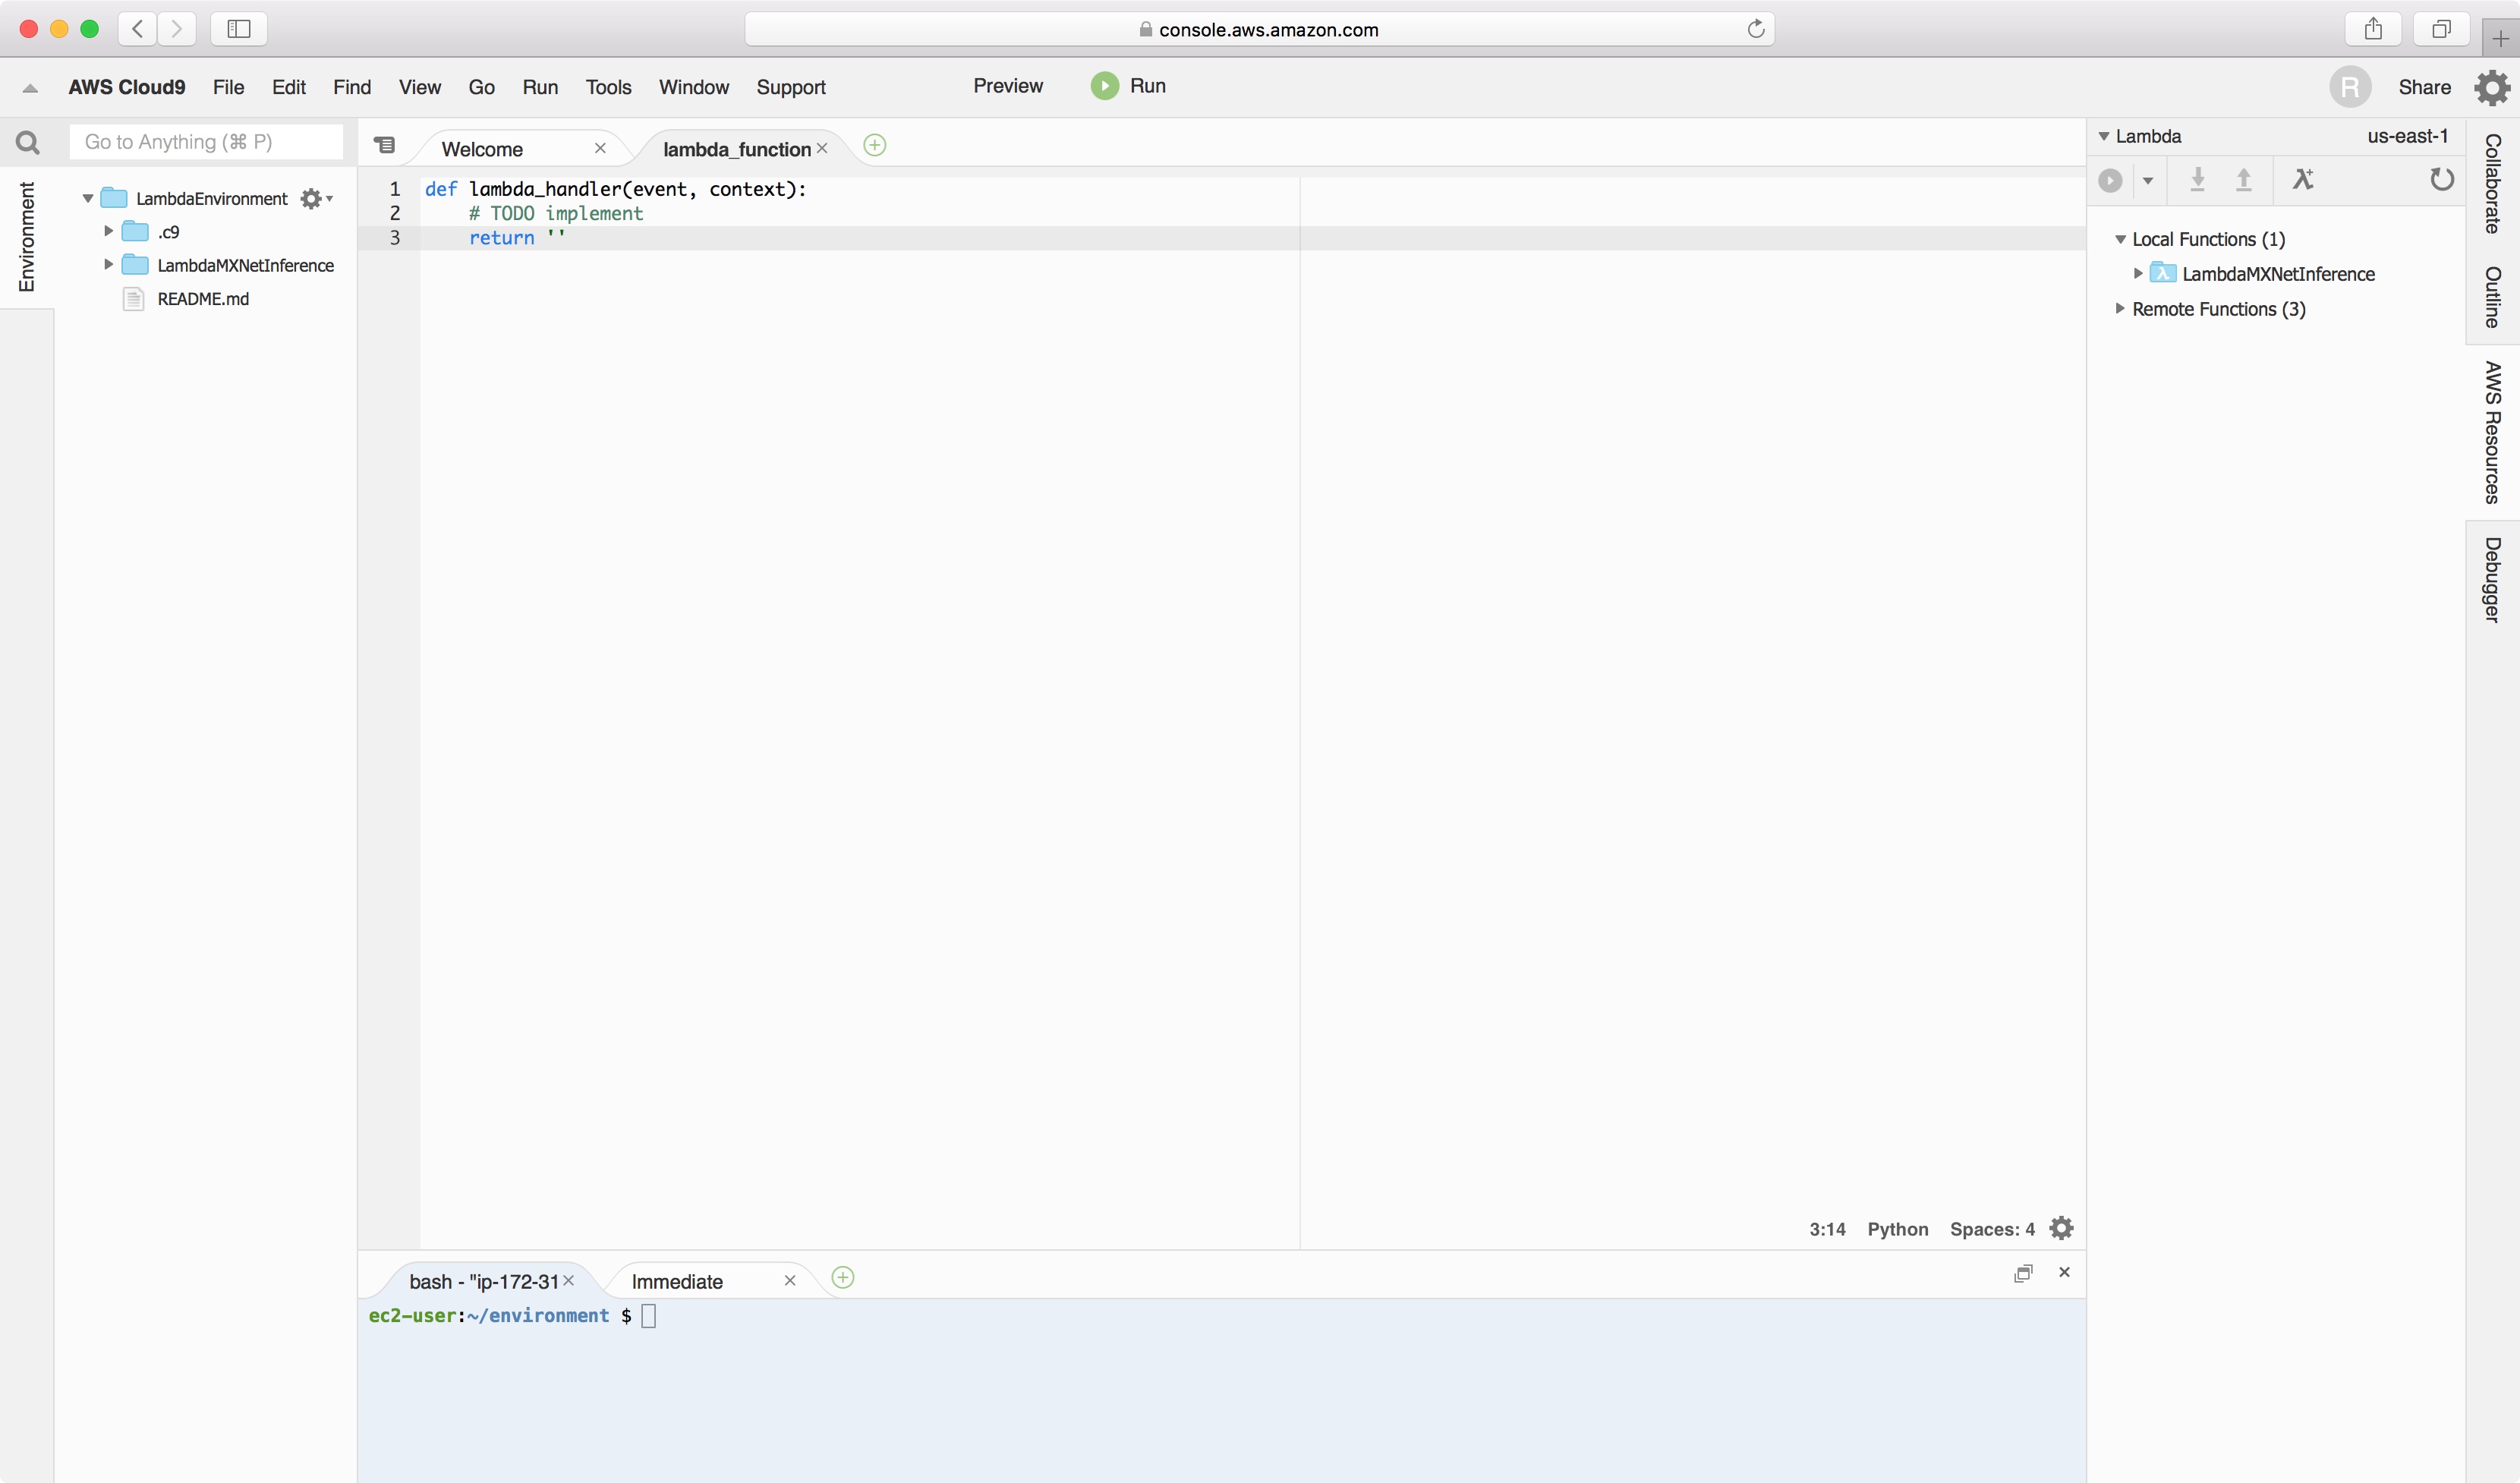 console.aws.amazon.com
AWS Cloud9 File Edit Find View Go Run Tools Window Support Preview Run R Share
Go to Anything (⌘ P)
Welcome
lambda_function
Lambda us-east-1
Environment
LambdaEnvironment
.c9
LambdaMXNetInference
README.md
1 def lambda_handler(event, context):
2 # TODO implement
3 return ''
Local Functions (1)
LambdaMXNetInference
Remote Functions (3)
Collaborate
Outline
AWS Resources
Debugger
3:14 Python Spaces: 4
bash - "ip-172-31
Immediate
ec2-user:~/environment $